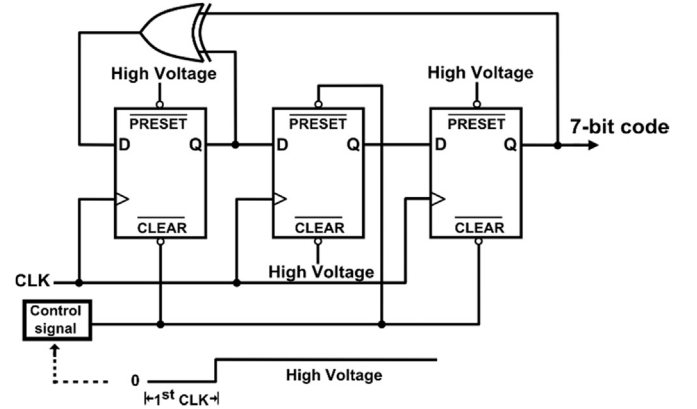 High Voltage
High Voltage
PRESET
PRESET
PRESET
7-bit code
D
Q
D
Q
D
Q
CLEAR
CLEAR
CLEAR
High Voltage
CLK
Control
signal
0
High Voltage
1st CLK